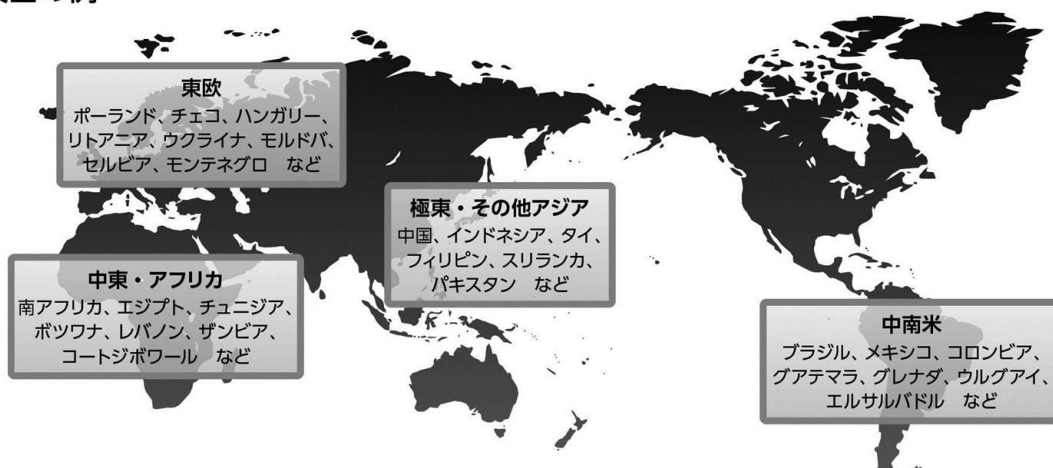 の例
東欧
ポーランド、チェコ、ハンガリー、
リトアニア、ウクライナ、モルドバ、
セルビア、モンテネグロ　など
極東・その他アジア
中国、インドネシア、タイ、
フィリピン、スリランカ、
パキスタン　など
中東・アフリカ
南アフリカ、エジプト、チュニジア、
ボツワナ、レバノン、ザンビア、
コートジボワール　など
中南米
ブラジル、メキシコ、コロンビア、
グアテマラ、グレナダ、ウルグアイ、
エルサルバドル　など